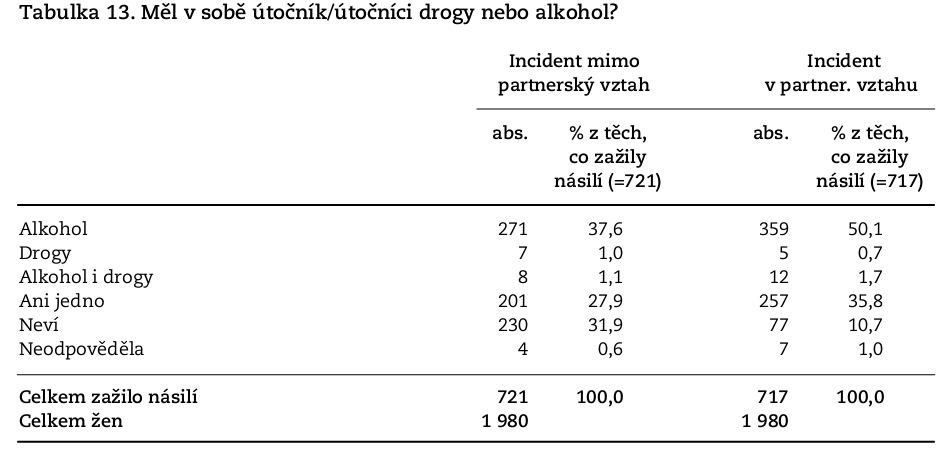 Tabulka 13. Měl v sobě útočník/útočníci drogy nebo alkohol?
Incident mimo partnerský vztah Incident v partner. vztahu
abs. % z těch, co zažily násilí (=721) abs. % z těch, co zažily násilí (=717)
Alkohol 271 37,6 359 50,1
Drogy 7 1,0 5 0,7
Alkohol i drogy 8 1,1 12 1,7
Ani jedno 201 27,9 257 35,8
Neví 230 31,9 77 10,7
Neodpověděla 4 0,6 7 1,0
Celkem zažilo násilí 721 100,0 717 100,0
Celkem žen 1 980 1 980